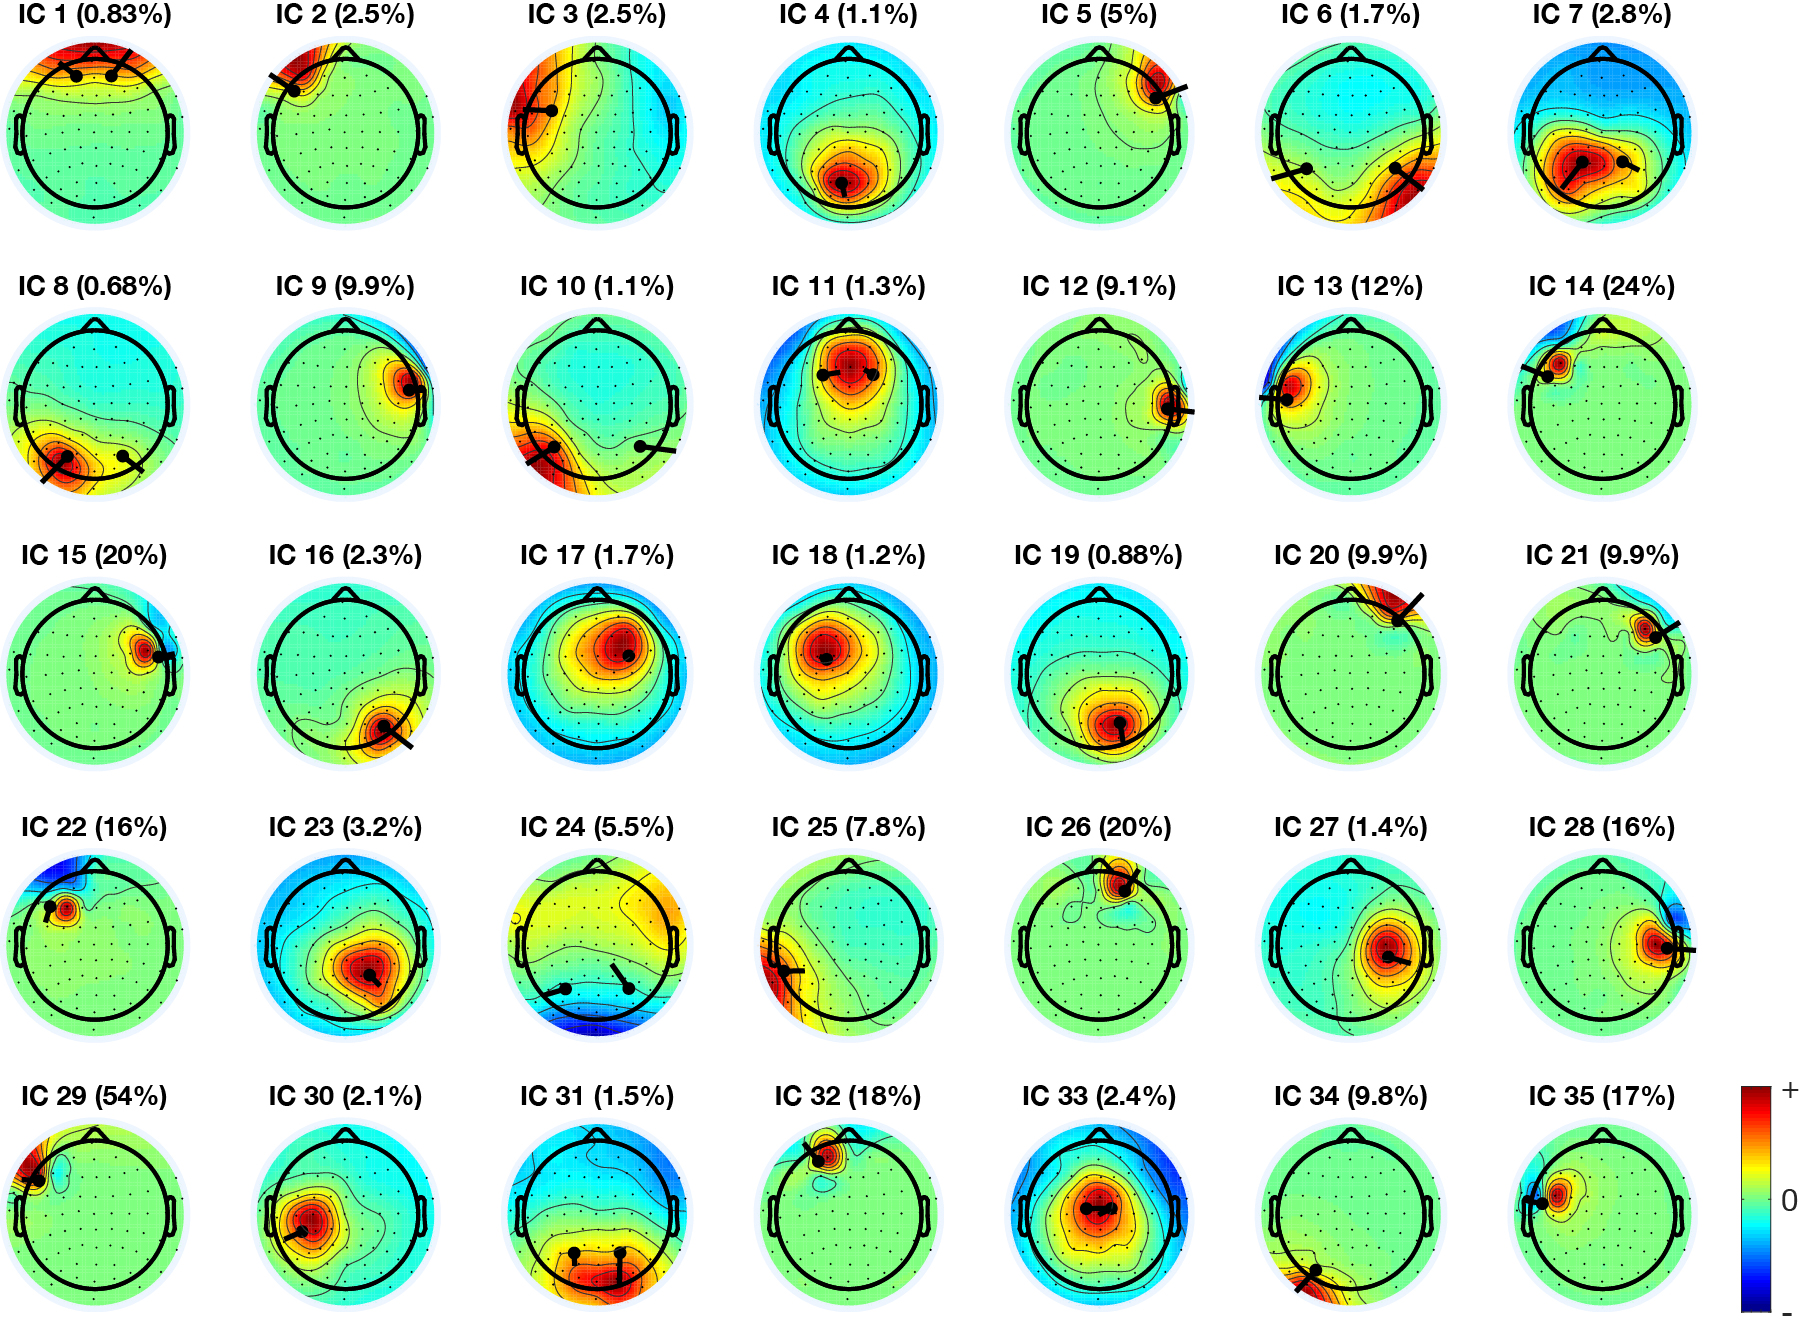 IC 1 (0.83%) IC 2 (2.5%) IC 3 (2.5%) IC 4 (1.1%) IC 5 (5%) IC 6 (1.7%) IC 7 (2.8%)
IC 8 (0.68%) IC 9 (9.9%) IC 10 (1.1%) IC 11 (1.3%) IC 12 (9.1%) IC 13 (12%) IC 14 (24%)
IC 15 (20%) IC 16 (2.3%) IC 17 (1.7%) IC 18 (1.2%) IC 19 (0.88%) IC 20 (9.9%) IC 21 (9.9%)
IC 22 (16%) IC 23 (3.2%) IC 24 (5.5%) IC 25 (7.8%) IC 26 (20%) IC 27 (1.4%) IC 28 (16%)
IC 29 (54%) IC 30 (2.1%) IC 31 (1.5%) IC 32 (18%) IC 33 (2.4%) IC 34 (9.8%) IC 35 (17%)
+
0
-